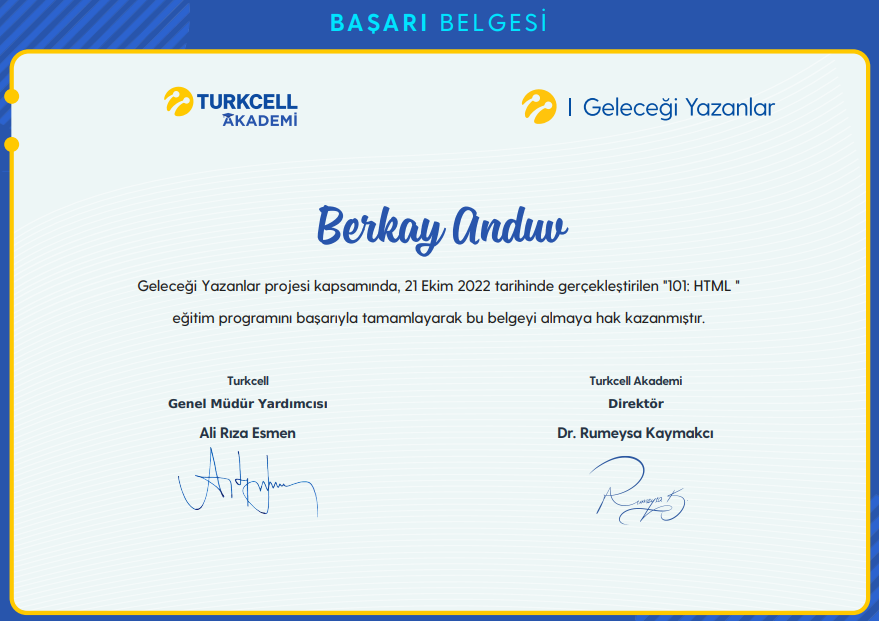 BAŞARI BELGESİ
TURKCELL
AKADEMİ
Geleceği Yazanlar
Berkay Anduv
Geleceği Yazanlar projesi kapsamında, 21 Ekim 2022 tarihinde gerçekleştirilen "101: HTML "
eğitim programını başarıyla tamamlayarak bu belgeyi almaya hak kazanmıştır.
Turkcell
Genel Müdür Yardımcısı
Ali Rıza Esmen
Turkcell Akademi
Direktör
Dr. Rumeysa Kaymakcı
Rumeysa K